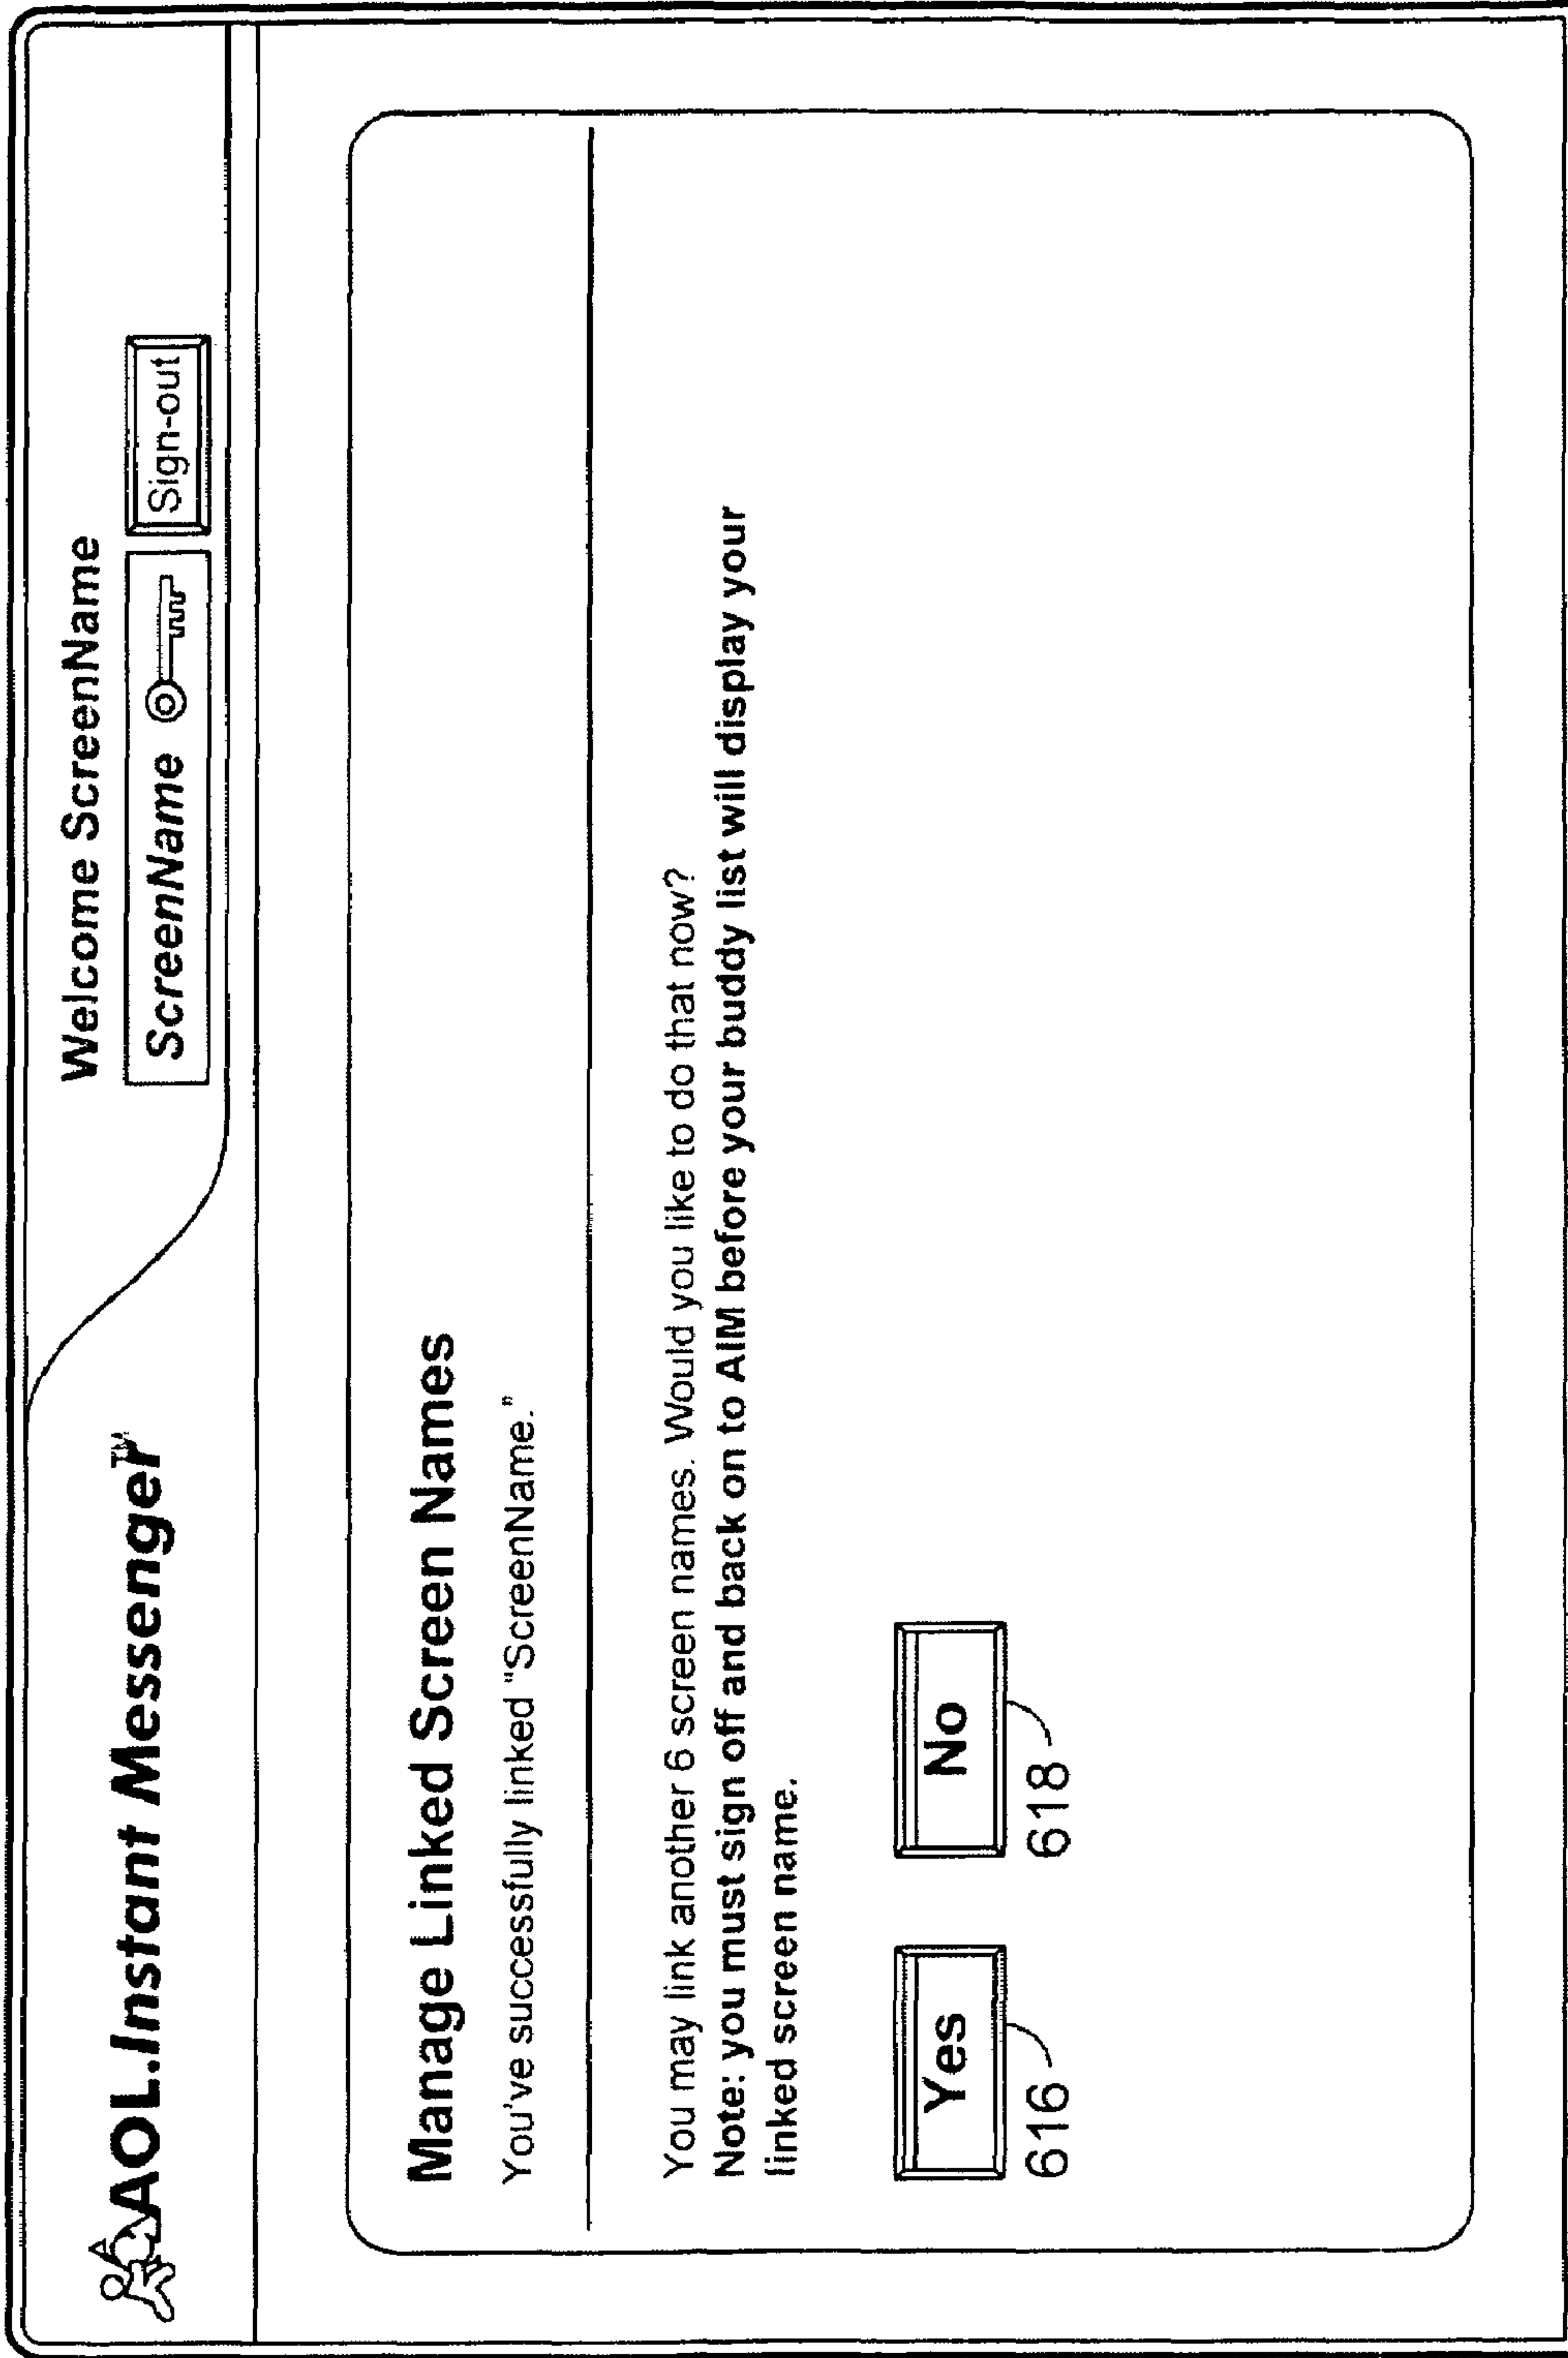 AOL.Instant Messenger™
Welcome ScreenName
ScreenName
Sign-out
Manage Linked Screen Names
You've successfully linked "ScreenName."
You may link another 6 screen names. Would you like to do that now?
Note: you must sign off and back on to AIM before your buddy list will display your
linked screen name.
Yes
No
616
618